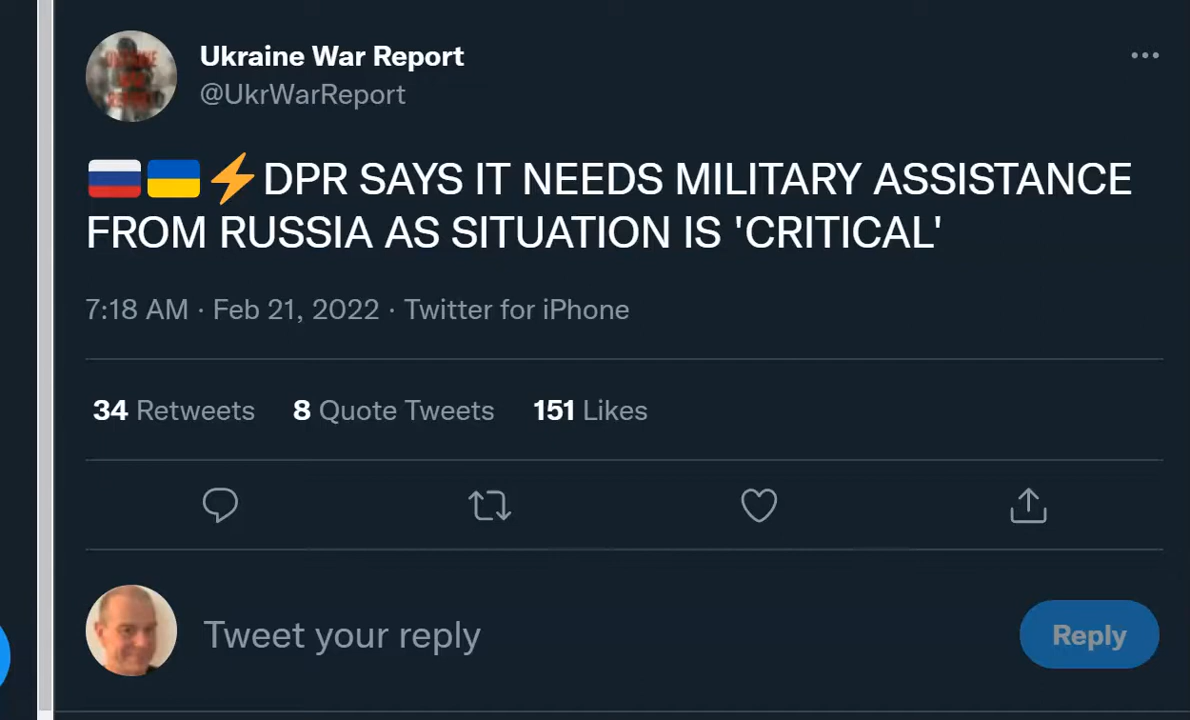 Ukraine War Report
@UkrWarReport
🇷🇺🇺🇦⚡DPR SAYS IT NEEDS MILITARY ASSISTANCE
FROM RUSSIA AS SITUATION IS 'CRITICAL'
7:18 AM · Feb 21, 2022 · Twitter for iPhone
34 Retweets 8 Quote Tweets 151 Likes
Tweet your reply
Reply